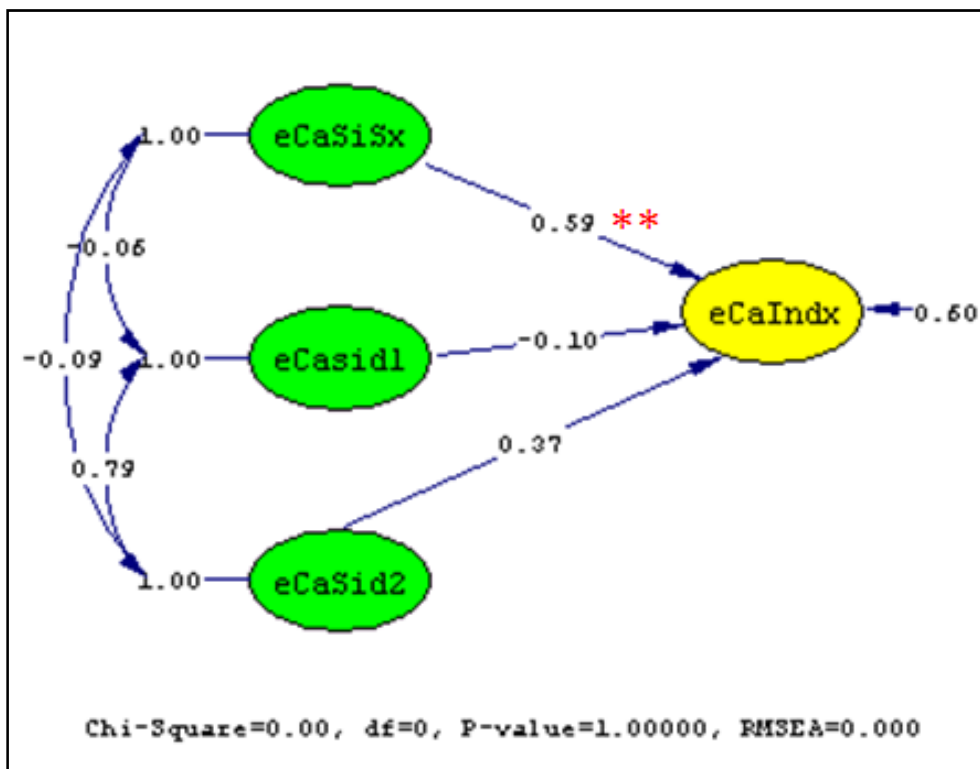 1.00 eCaSiSx
0.59 **
-0.06
eCaIndx 0.60
-0.10
-0.09 1.00 eCasid1
0.37
0.79
1.00 eCaSid2
Chi-Square=0.00, df=0, P-value=1.00000, RMSEA=0.000